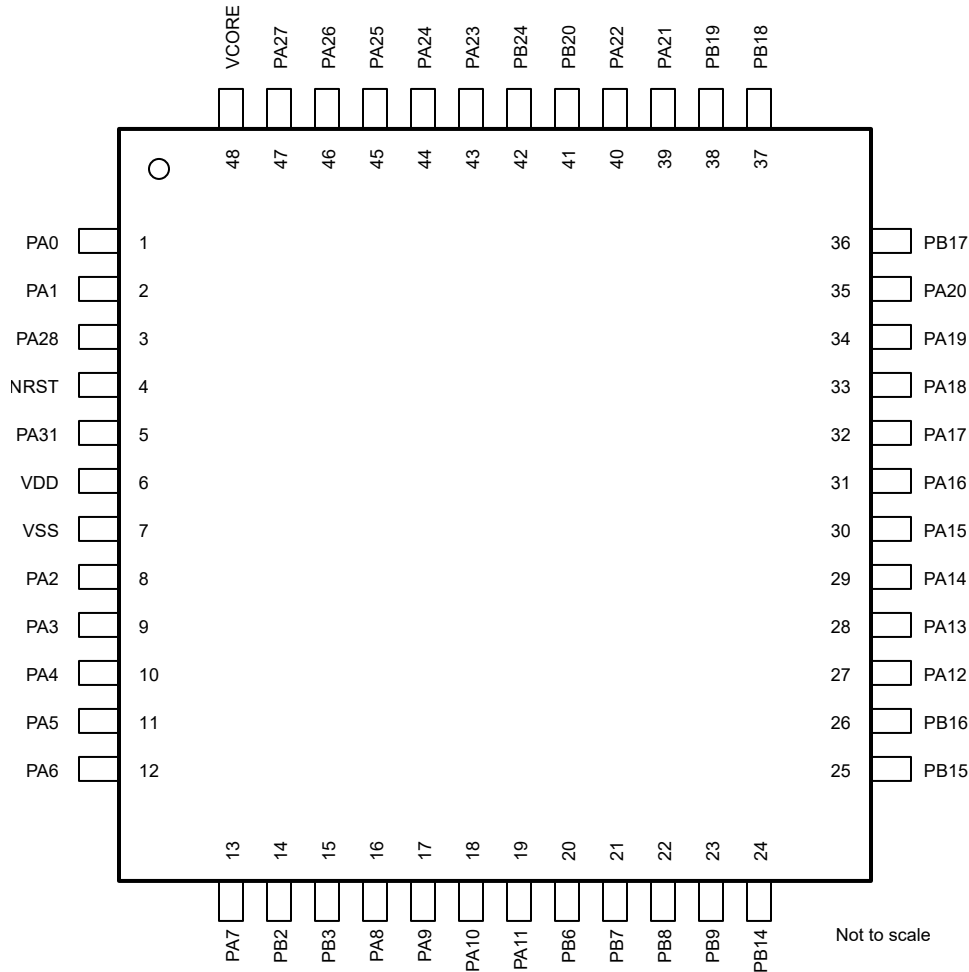 VCORE PA27 PA26 PA25 PA24 PA23 PB24 PB20 PA22 PA21 PB19 PB18
48 47 46 45 44 43 42 41 40 39 38 37
PA0 1 36 PB17
PA1 2 35 PA20
PA28 3 34 PA19
NRST 4 33 PA18
PA31 5 32 PA17
VDD 6 31 PA16
VSS 7 30 PA15
PA2 8 29 PA14
PA3 9 28 PA13
PA4 10 27 PA12
PA5 11 26 PB16
PA6 12 25 PB15
13 14 15 16 17 18 19 20 21 22 23 24
PA7 PB2 PB3 PA8 PA9 PA10 PA11 PB6 PB7 PB8 PB9 PB14
Not to scale